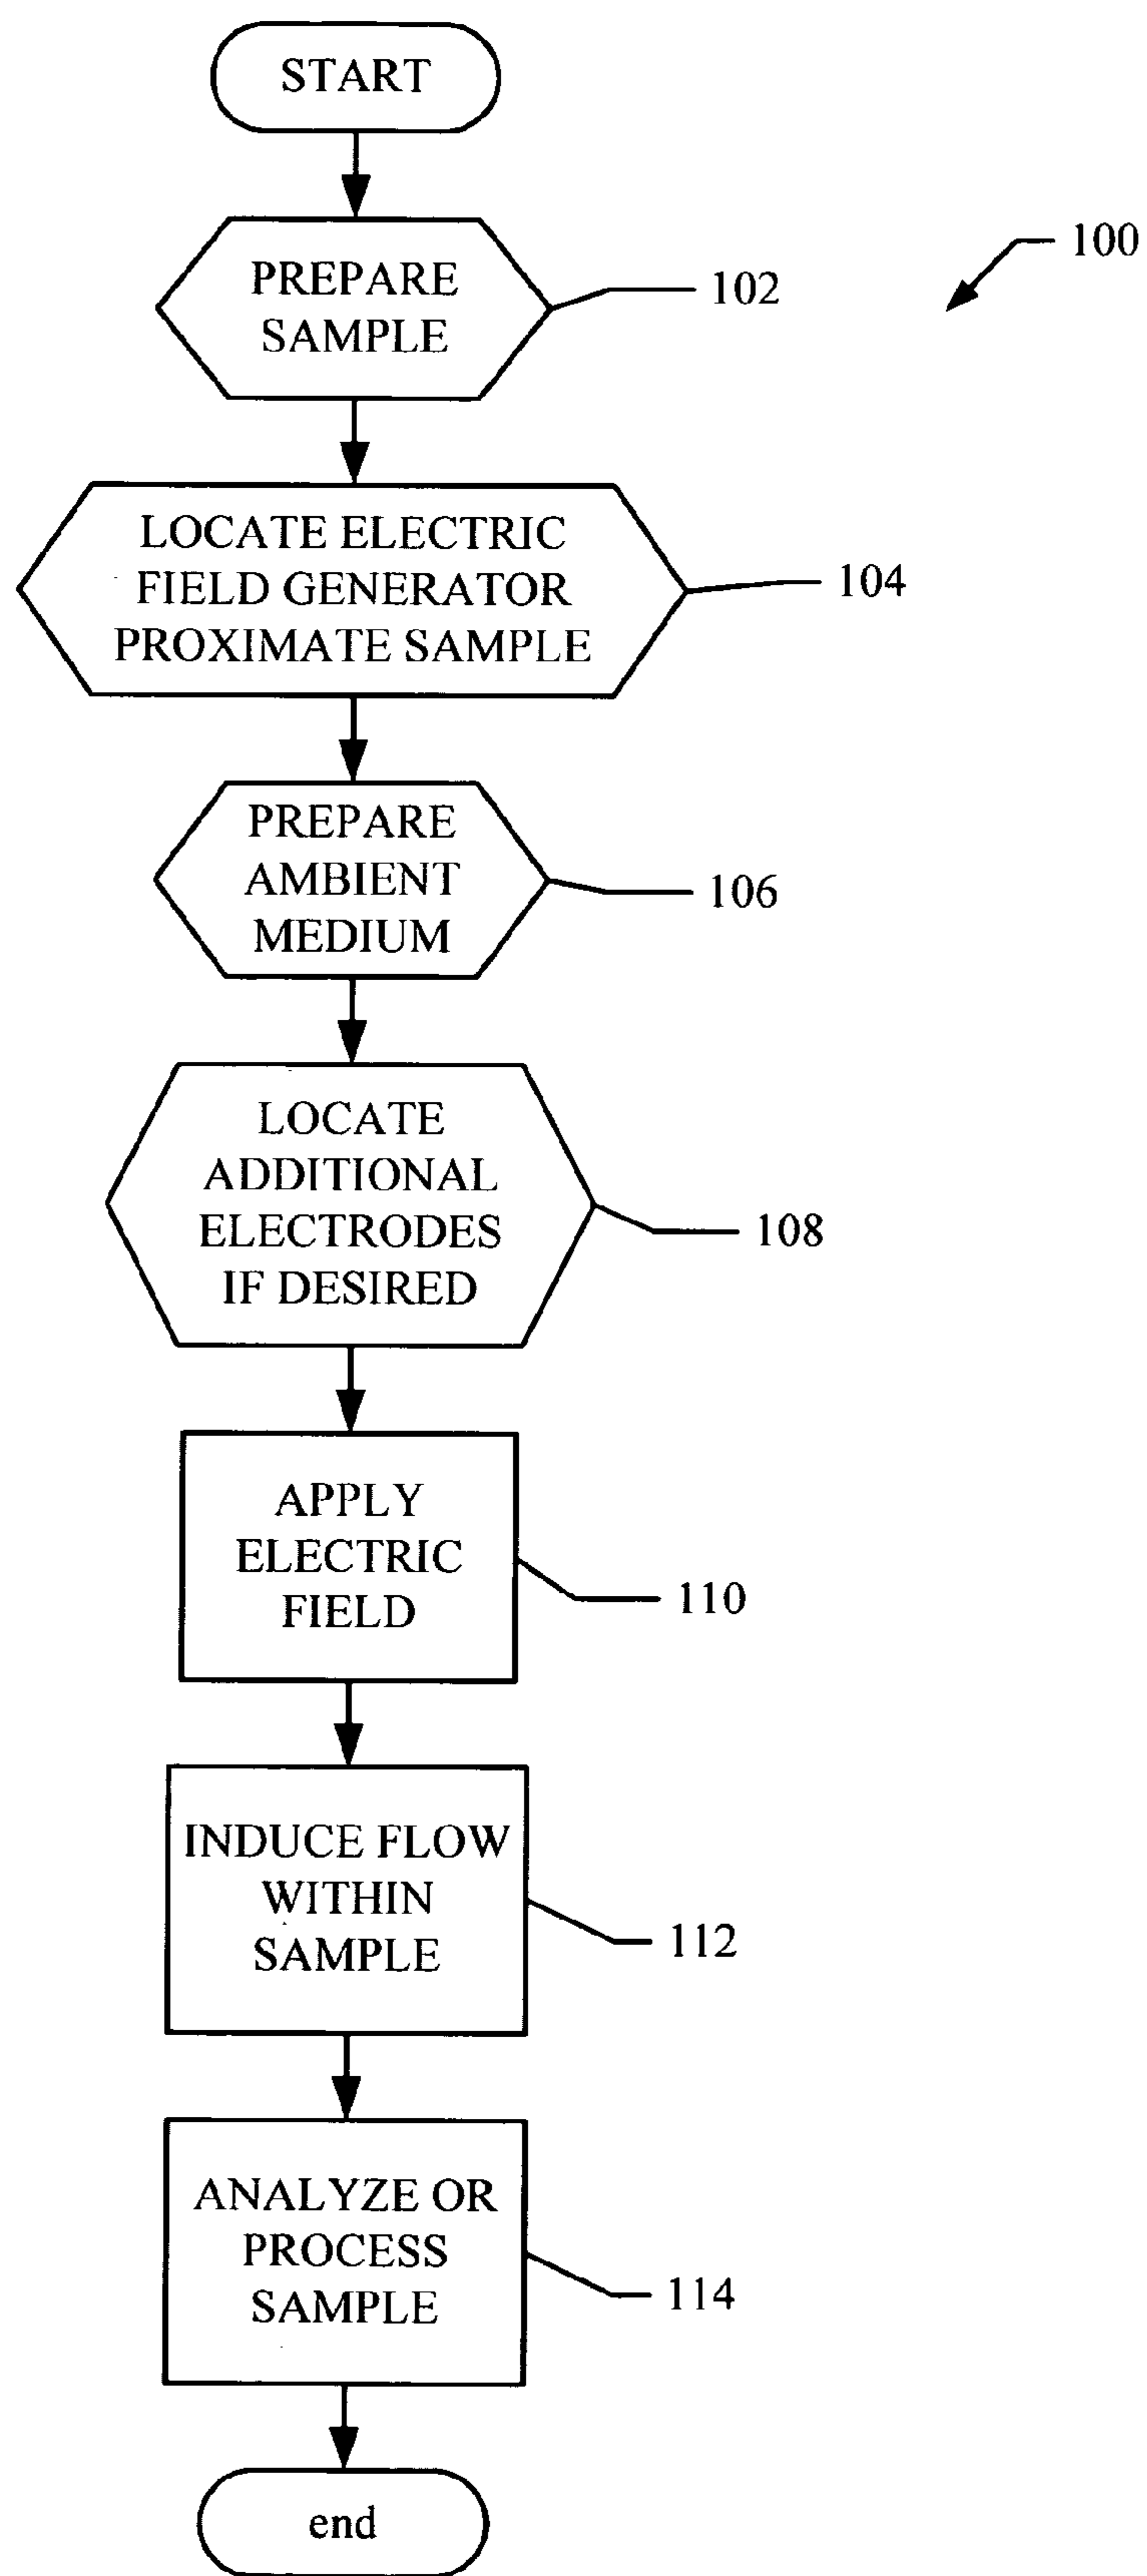 START
100
PREPARE
SAMPLE
102
LOCATE ELECTRIC
FIELD GENERATOR
PROXIMATE SAMPLE
104
PREPARE
AMBIENT
MEDIUM
106
LOCATE
ADDITIONAL
ELECTRODES
IF DESIRED
108
APPLY
ELECTRIC
FIELD
110
INDUCE FLOW
WITHIN
SAMPLE
112
ANALYZE OR
PROCESS
SAMPLE
114
end